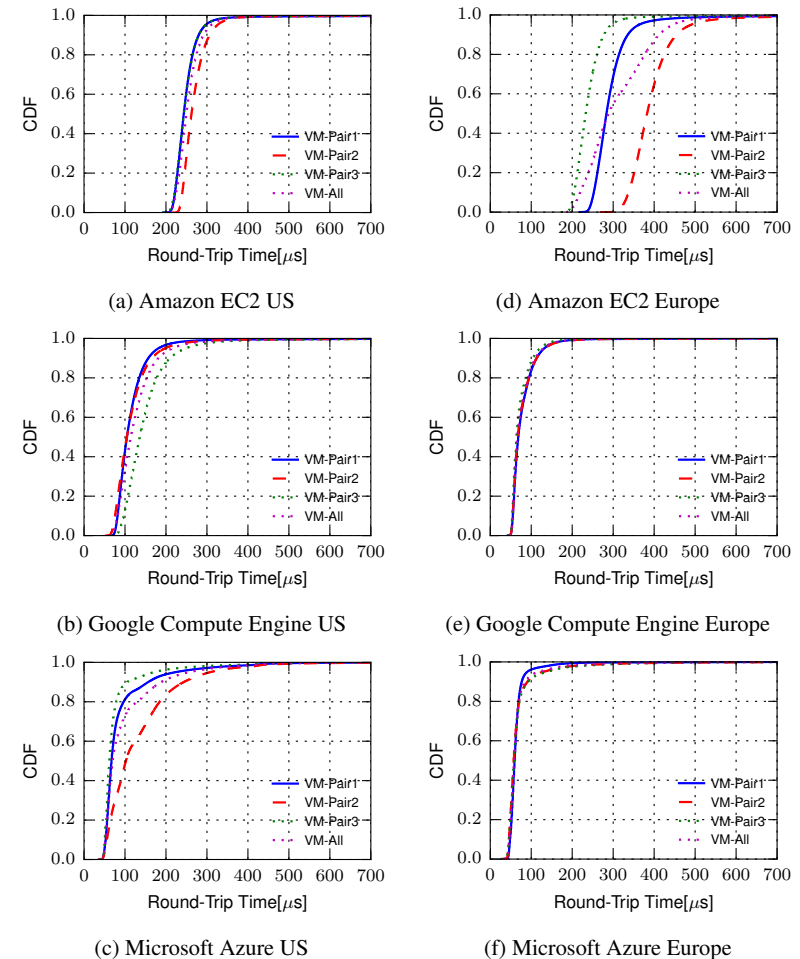 1.0
0.8
0.6
0.4
0.2
0.0
CDF
VM-Pair1
VM-Pair2
VM-Pair3
VM-All
0 100 200 300 400 500 600 700
Round-Trip Time[μs]
(a) Amazon EC2 US
1.0
0.8
0.6
0.4
0.2
0.0
CDF
VM-Pair1
VM-Pair2
VM-Pair3
VM-All
0 100 200 300 400 500 600 700
Round-Trip Time[μs]
(d) Amazon EC2 Europe
1.0
0.8
0.6
0.4
0.2
0.0
CDF
VM-Pair1
VM-Pair2
VM-Pair3
VM-All
0 100 200 300 400 500 600 700
Round-Trip Time[μs]
(b) Google Compute Engine US
1.0
0.8
0.6
0.4
0.2
0.0
CDF
VM-Pair1
VM-Pair2
VM-Pair3
VM-All
0 100 200 300 400 500 600 700
Round-Trip Time[μs]
(e) Google Compute Engine Europe
1.0
0.8
0.6
0.4
0.2
0.0
CDF
VM-Pair1
VM-Pair2
VM-Pair3
VM-All
0 100 200 300 400 500 600 700
Round-Trip Time[μs]
(c) Microsoft Azure US
1.0
0.8
0.6
0.4
0.2
0.0
CDF
VM-Pair1
VM-Pair2
VM-Pair3
VM-All
0 100 200 300 400 500 600 700
Round-Trip Time[μs]
(f) Microsoft Azure Europe